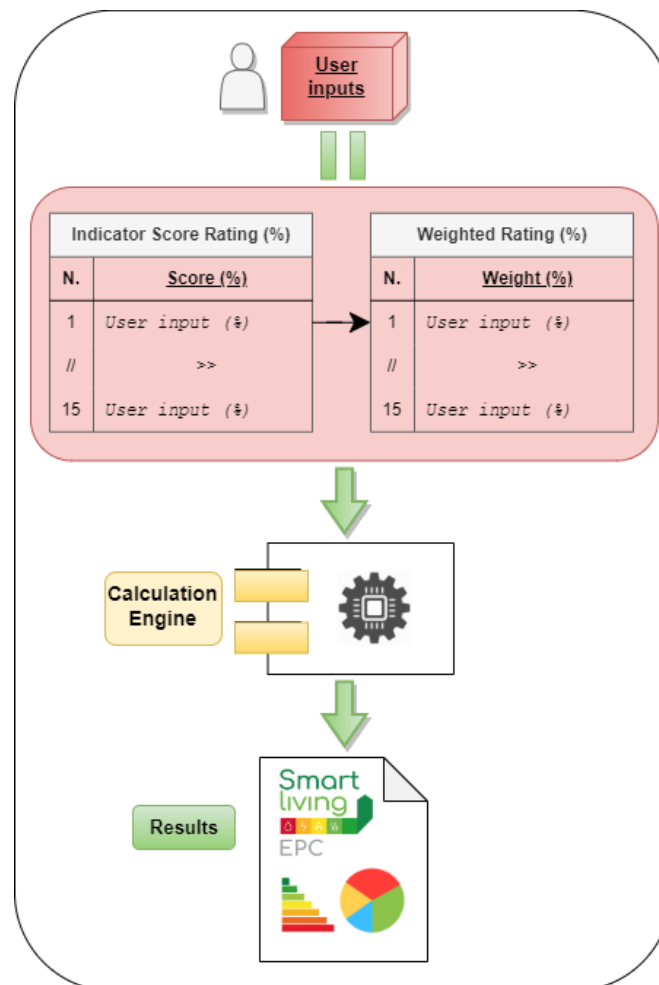 User
inputs
Indicator Score Rating (%)
Weighted Rating (%)
N. Score (%)
N. Weight (%)
1 User input (%)
1 User input (%)
// >>
// >>
15 User input (%)
15 User input (%)
Calculation
Engine
Smart
living
EPC
Results